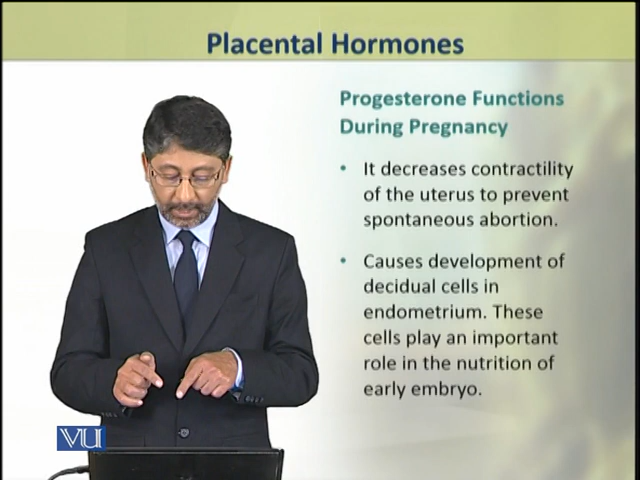 Placental Hormones
Progesterone Functions
During Pregnancy
• It decreases contractility
of the uterus to prevent
spontaneous abortion.
• Causes development of
decidual cells in
endometrium. These
cells play an important
role in the nutrition of
early embryo.
VU